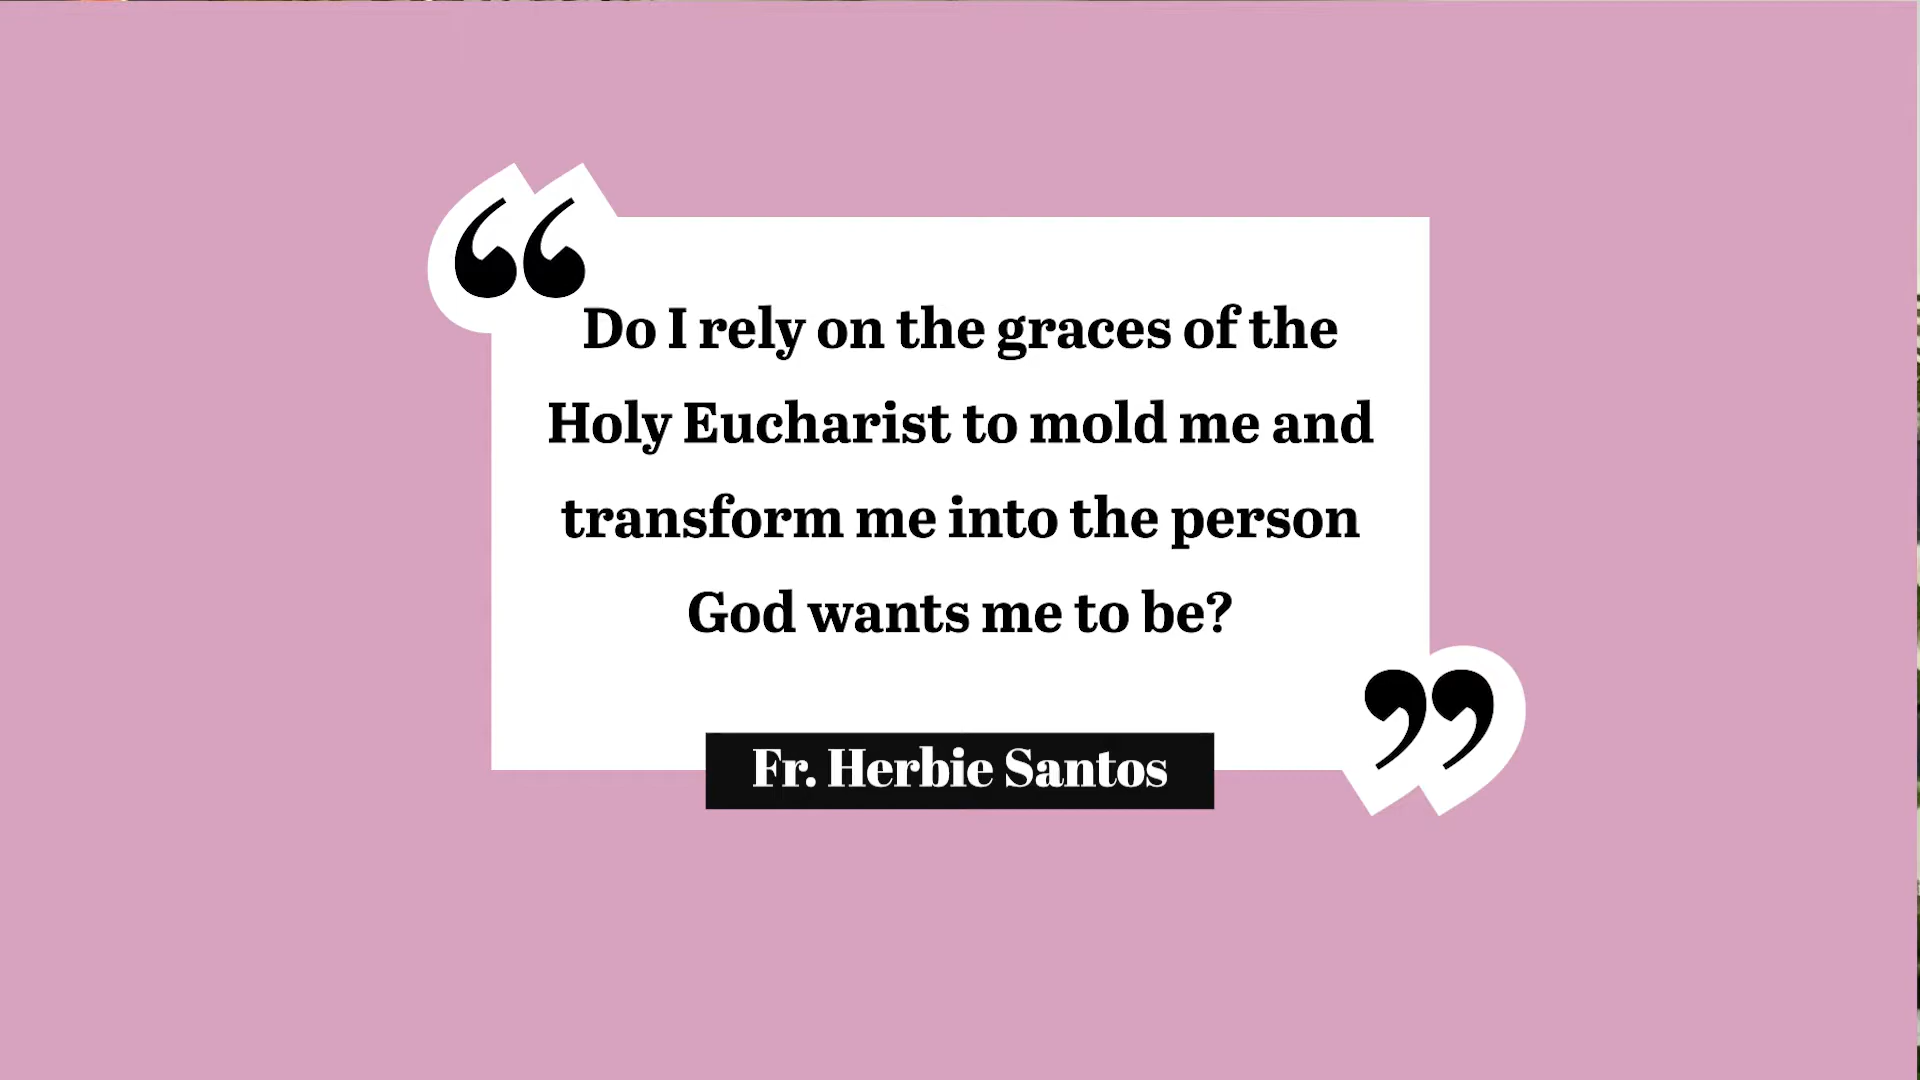 “
Do I rely on the graces of the
Holy Eucharist to mold me and
transform me into the person
God wants me to be?
”
Fr. Herbie Santos